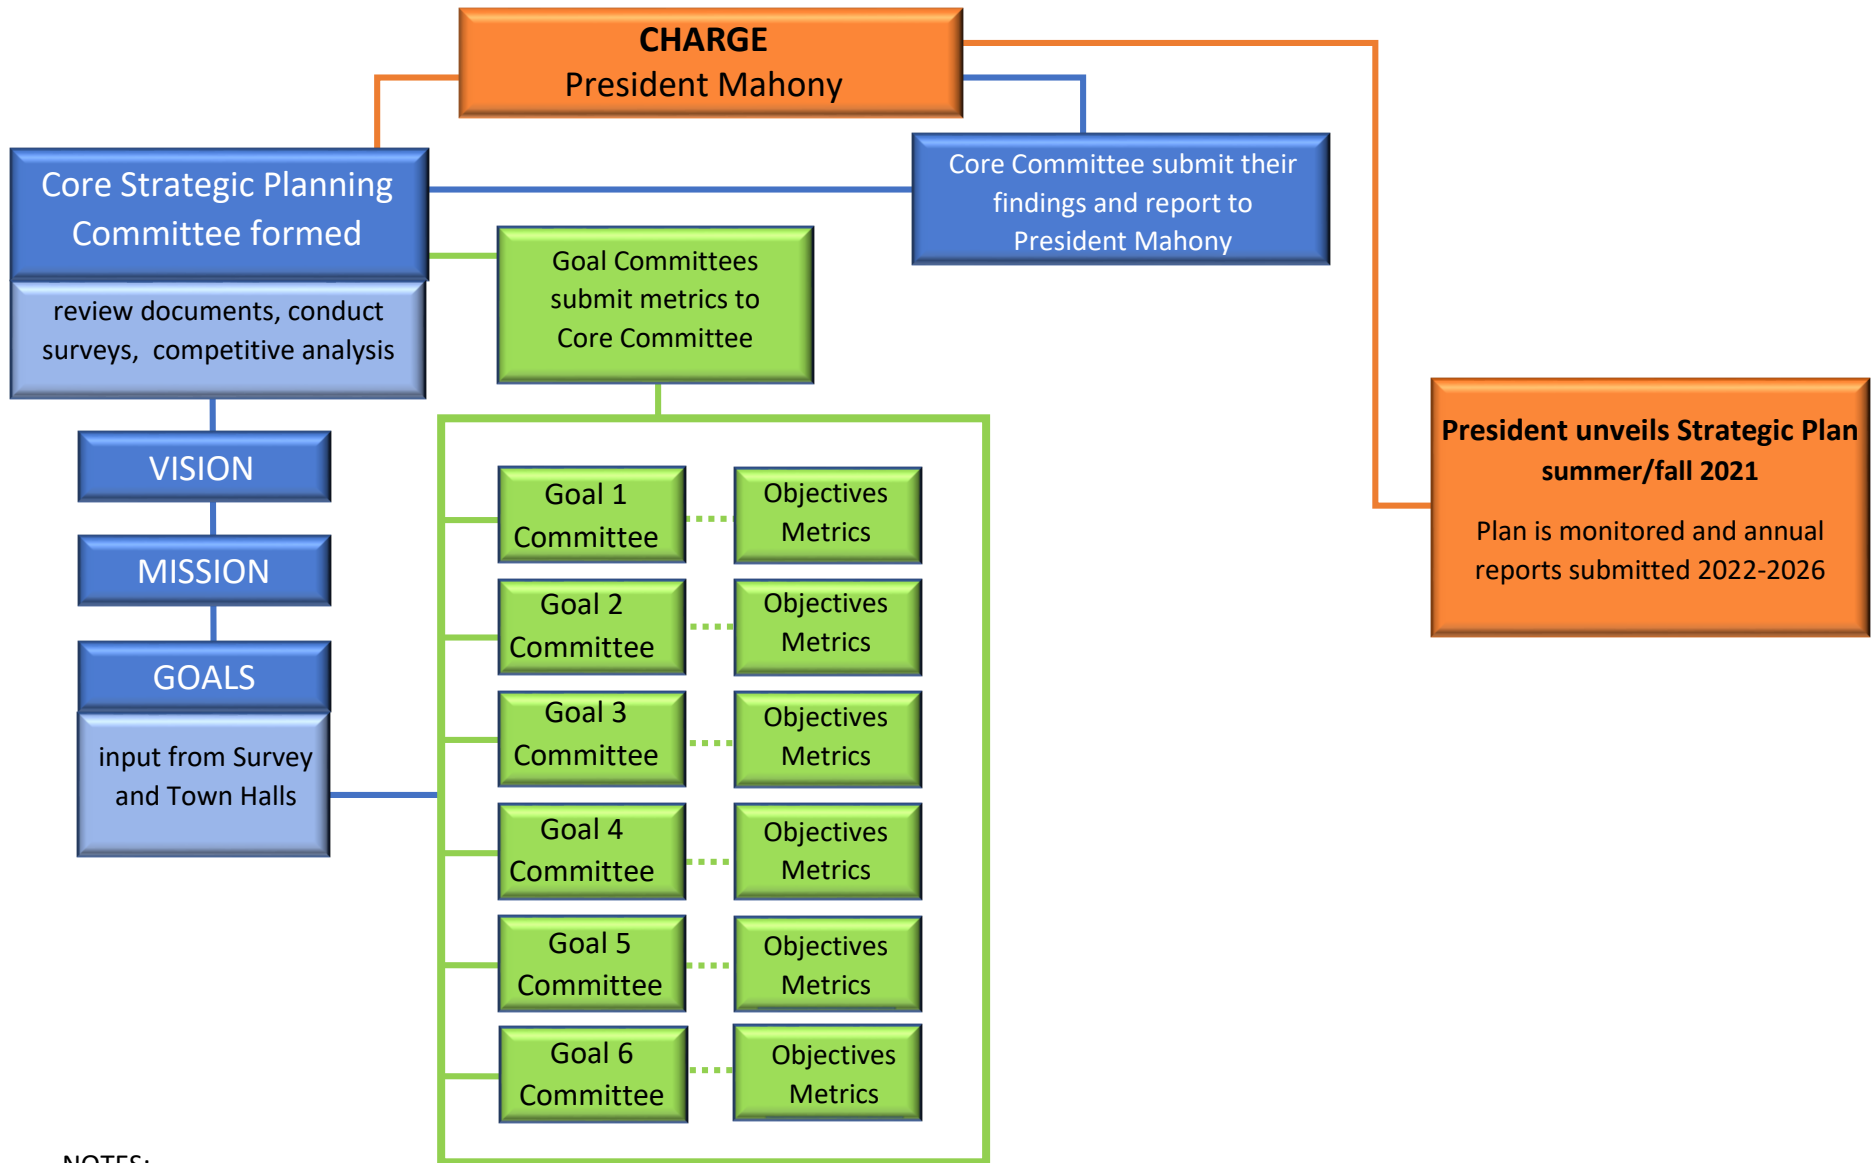 CHARGE
President Mahony
Core Strategic Planning
Committee formed
review documents, conduct
surveys, competitive analysis
Core Committee submit their
findings and report to
President Mahony
Goal Committees
submit metrics to
Core Committee
VISION
MISSION
GOALS
input from Survey
and Town Halls
Goal 1
Committee
Objectives
Metrics
Goal 2
Committee
Objectives
Metrics
Goal 3
Committee
Objectives
Metrics
Goal 4
Committee
Objectives
Metrics
Goal 5
Committee
Objectives
Metrics
Goal 6
Committee
Objectives
Metrics
President unveils Strategic Plan
summer/fall 2021
Plan is monitored and annual
reports submitted 2022-2026
NOTES: